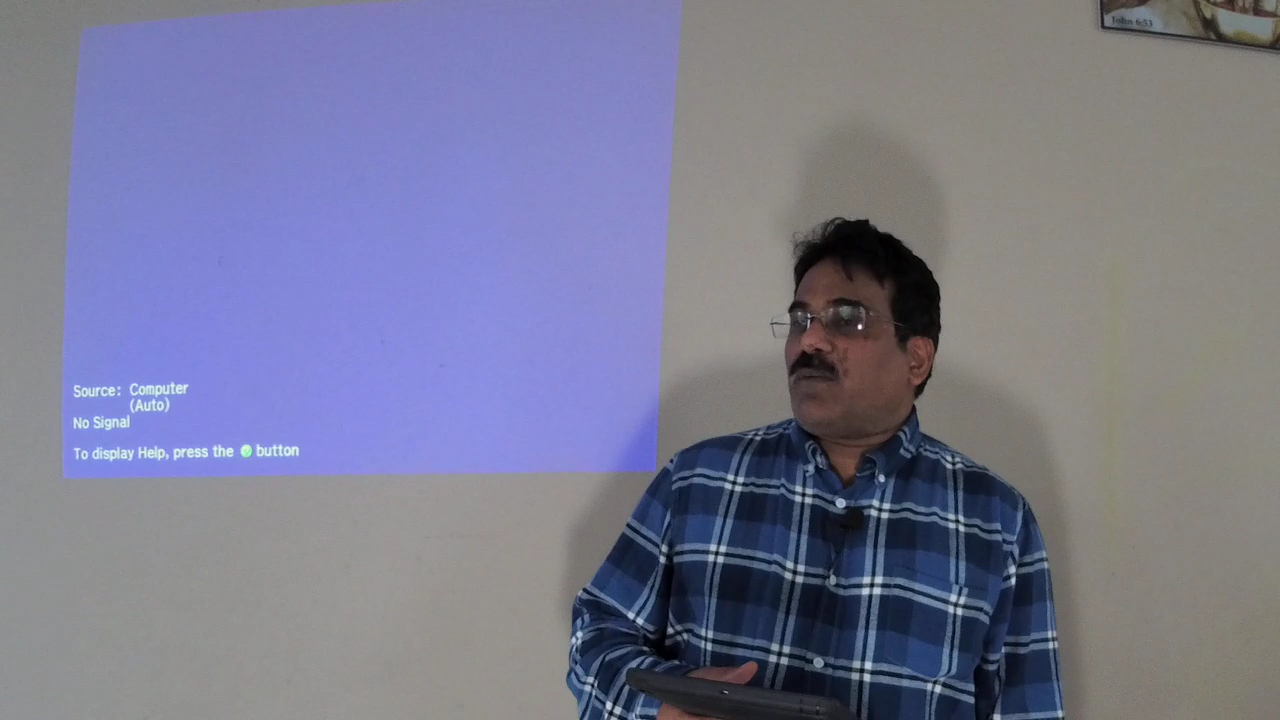 John 6:53
Source: Computer
(Auto)
No Signal
To display Help, press the button